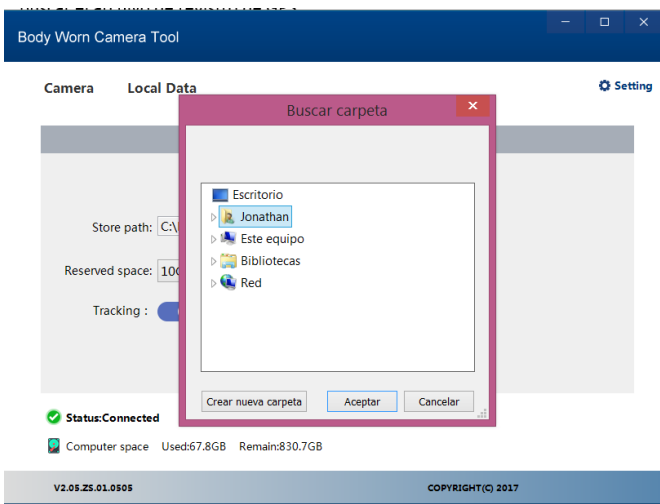 Body Worn Camera Tool
Camera Local Data Setting
Buscar carpeta
Escritorio
Jonathan
Este equipo
Bibliotecas
Red
Store path: C:\
Reserved space:
Tracking :
Crear nueva carpeta Aceptar Cancelar
Status:Connected
Computer space Used:67.8GB Remain:830.7GB
V2.05.ZS.01.0505 COPYRIGHT(C) 2017